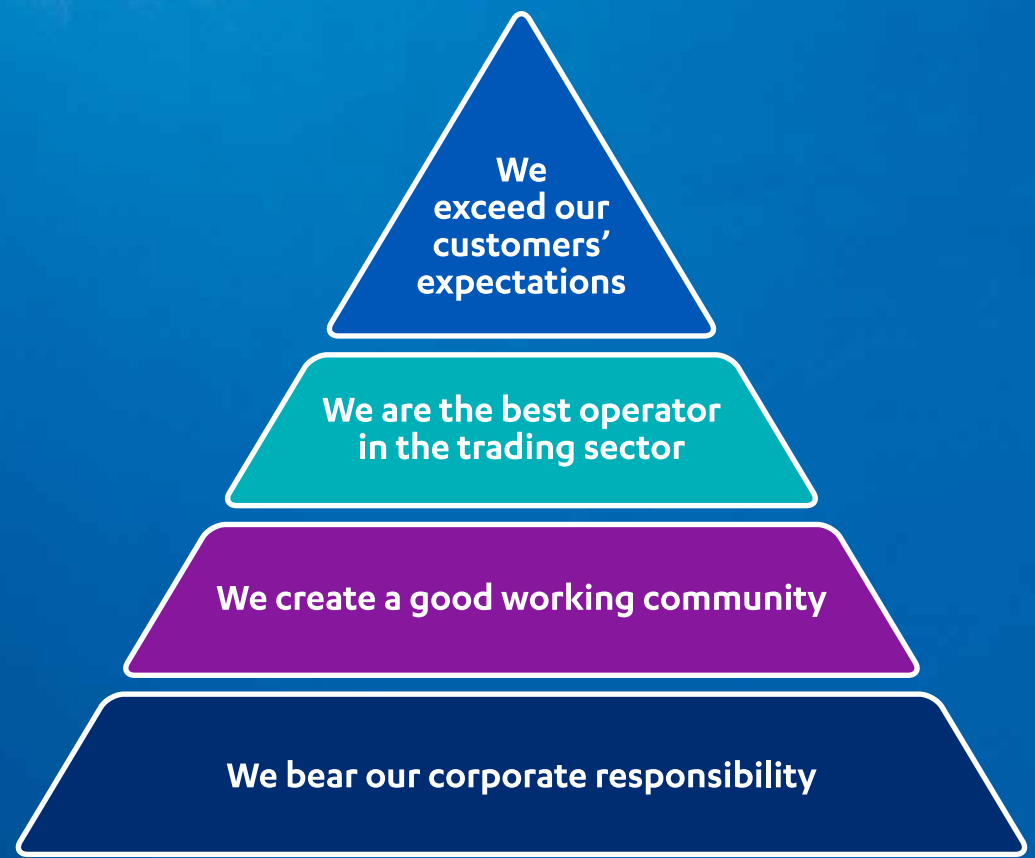 We
exceed our
customers’
expectations
We are the best operator
in the trading sector
We create a good working community
We bear our corporate responsibility